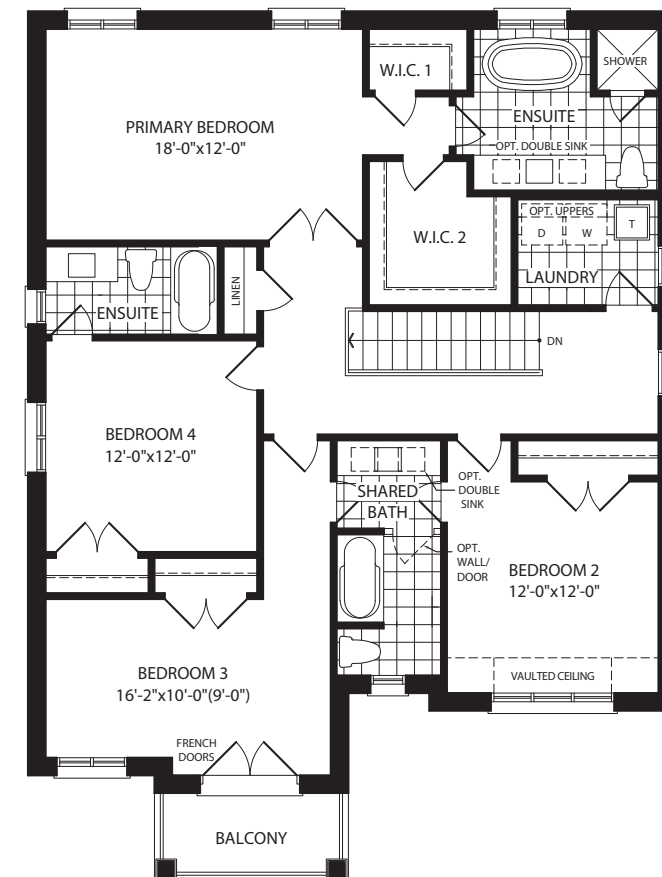 W.I.C. 1
SHOWER
PRIMARY BEDROOM
18'-0"x12'-0"
ENSUITE
OPT. DOUBLE SINK
W.I.C. 2
OPT. UPPERS
D
W
T
LAUNDRY
LINEN
ENSUITE
DN
BEDROOM 4
12'-0"x12'-0"
SHARED
BATH
OPT.
DOUBLE
SINK
OPT.
WALL/
DOOR
BEDROOM 2
12'-0"x12'-0"
VAULTED CEILING
BEDROOM 3
16'-2"x10'-0"(9'-0")
FRENCH
DOORS
BALCONY